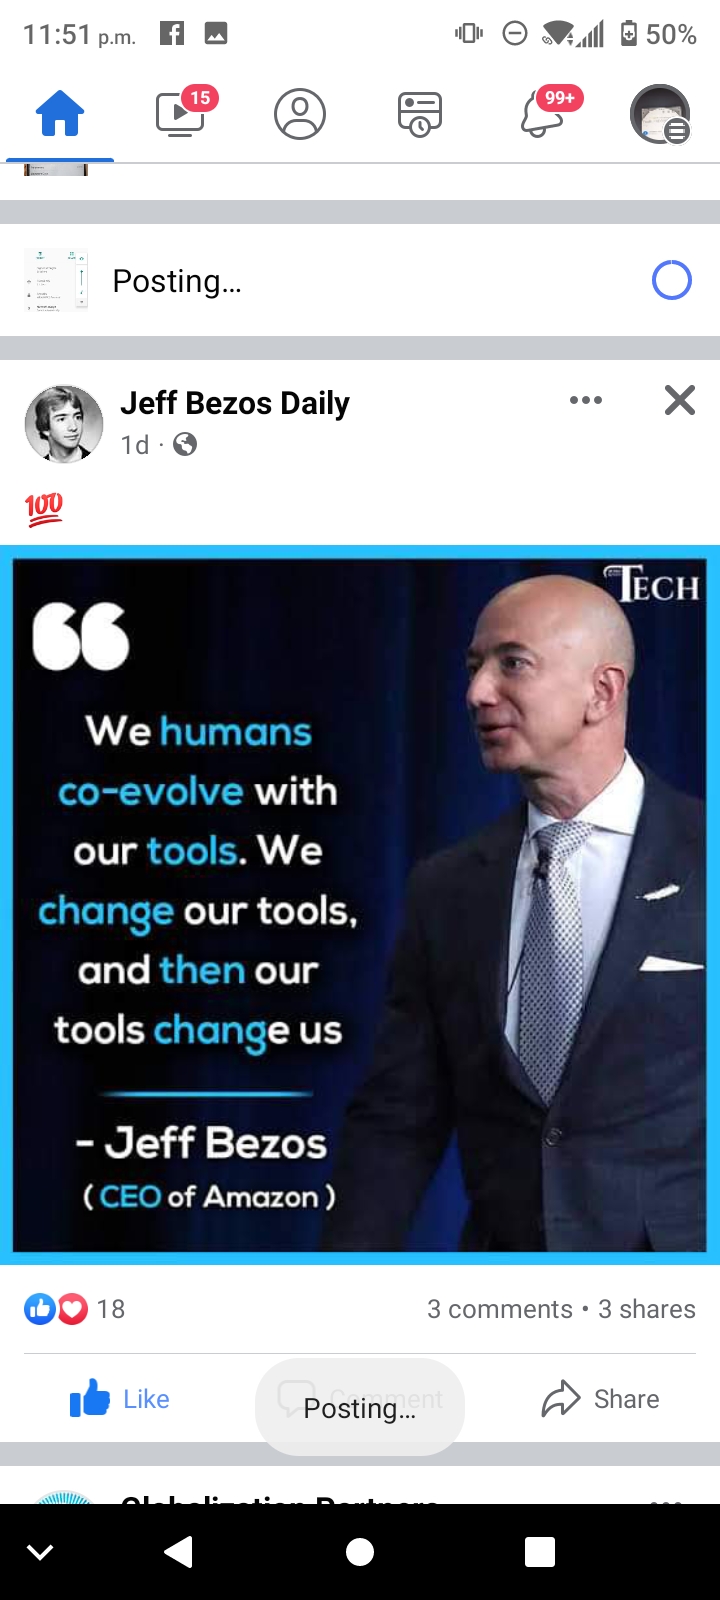 11:51 p.m. 50%
15 99+
Posting...
Jeff Bezos Daily
1d ·
💯
TECH
We humans
co-evolve with
our tools. We
change our tools,
and then our
tools change us
- Jeff Bezos
( CEO of Amazon )
18 3 comments • 3 shares
Like Comment Share
Posting...
Globalization Partners